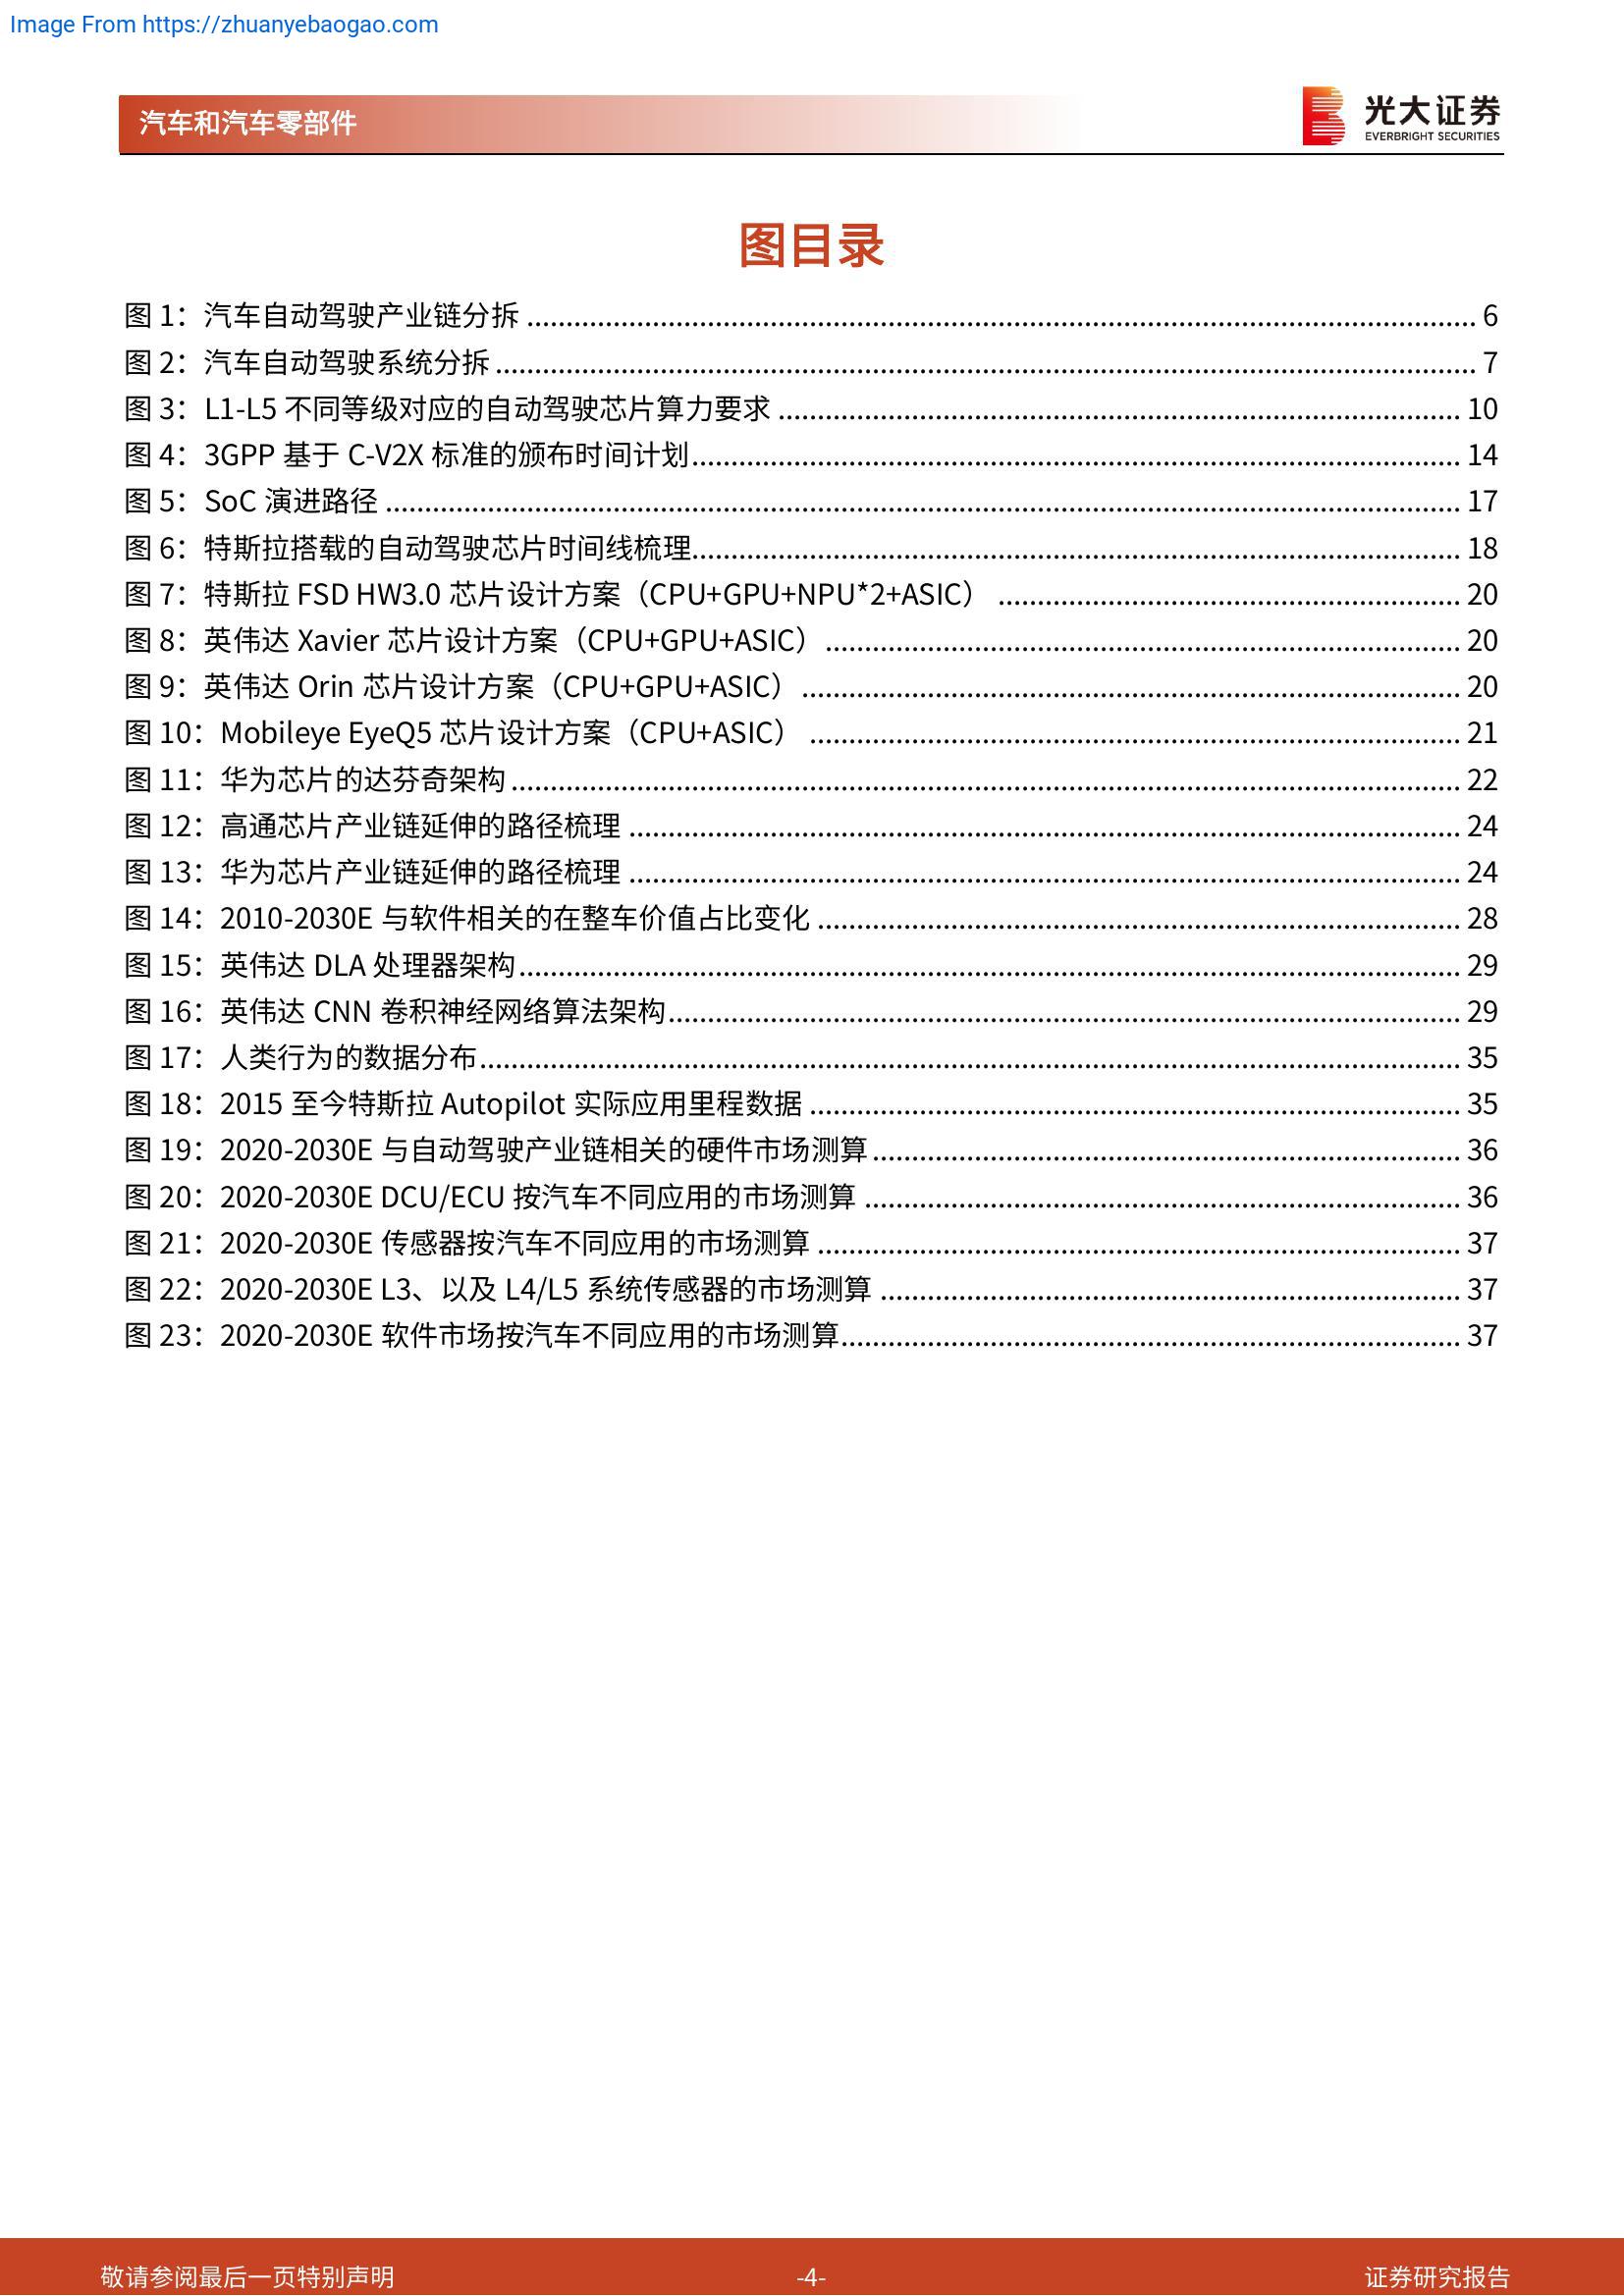 Image From https://zhuanyebaogao.com
汽车和汽车零部件
光大证券
EVERBRIGHT SECURITIES
图目录
图 1：汽车自动驾驶产业链分拆 ........ 6
图 2：汽车自动驾驶系统分拆 ........ 7
图 3：L1-L5 不同等级对应的自动驾驶芯片算力要求 ........ 10
图 4：3GPP 基于 C-V2X 标准的颁布时间计划 ........ 14
图 5：SoC 演进路径 ........ 17
图 6：特斯拉搭载的自动驾驶芯片时间线梳理 ........ 18
图 7：特斯拉 FSD HW3.0 芯片设计方案（CPU+GPU+NPU*2+ASIC） ........ 20
图 8：英伟达 Xavier 芯片设计方案（CPU+GPU+ASIC） ........ 20
图 9：英伟达 Orin 芯片设计方案（CPU+GPU+ASIC） ........ 20
图 10：Mobileye EyeQ5 芯片设计方案（CPU+ASIC） ........ 21
图 11：华为芯片的达芬奇架构 ........ 22
图 12：高通芯片产业链延伸的路径梳理 ........ 24
图 13：华为芯片产业链延伸的路径梳理 ........ 24
图 14：2010-2030E 与软件相关的在整车价值占比变化 ........ 28
图 15：英伟达 DLA 处理器架构 ........ 29
图 16：英伟达 CNN 卷积神经网络算法架构 ........ 29
图 17：人类行为的数据分布 ........ 35
图 18：2015 至今特斯拉 Autopilot 实际应用里程数据 ........ 35
图 19：2020-2030E 与自动驾驶产业链相关的硬件市场测算 ........ 36
图 20：2020-2030E DCU/ECU 按汽车不同应用的市场测算 ........ 36
图 21：2020-2030E 传感器按汽车不同应用的市场测算 ........ 37
图 22：2020-2030E L3、以及 L4/L5 系统传感器的市场测算 ........ 37
图 23：2020-2030E 软件市场按汽车不同应用的市场测算 ........ 37
敬请参阅最后一页特别声明
-4-
证券研究报告